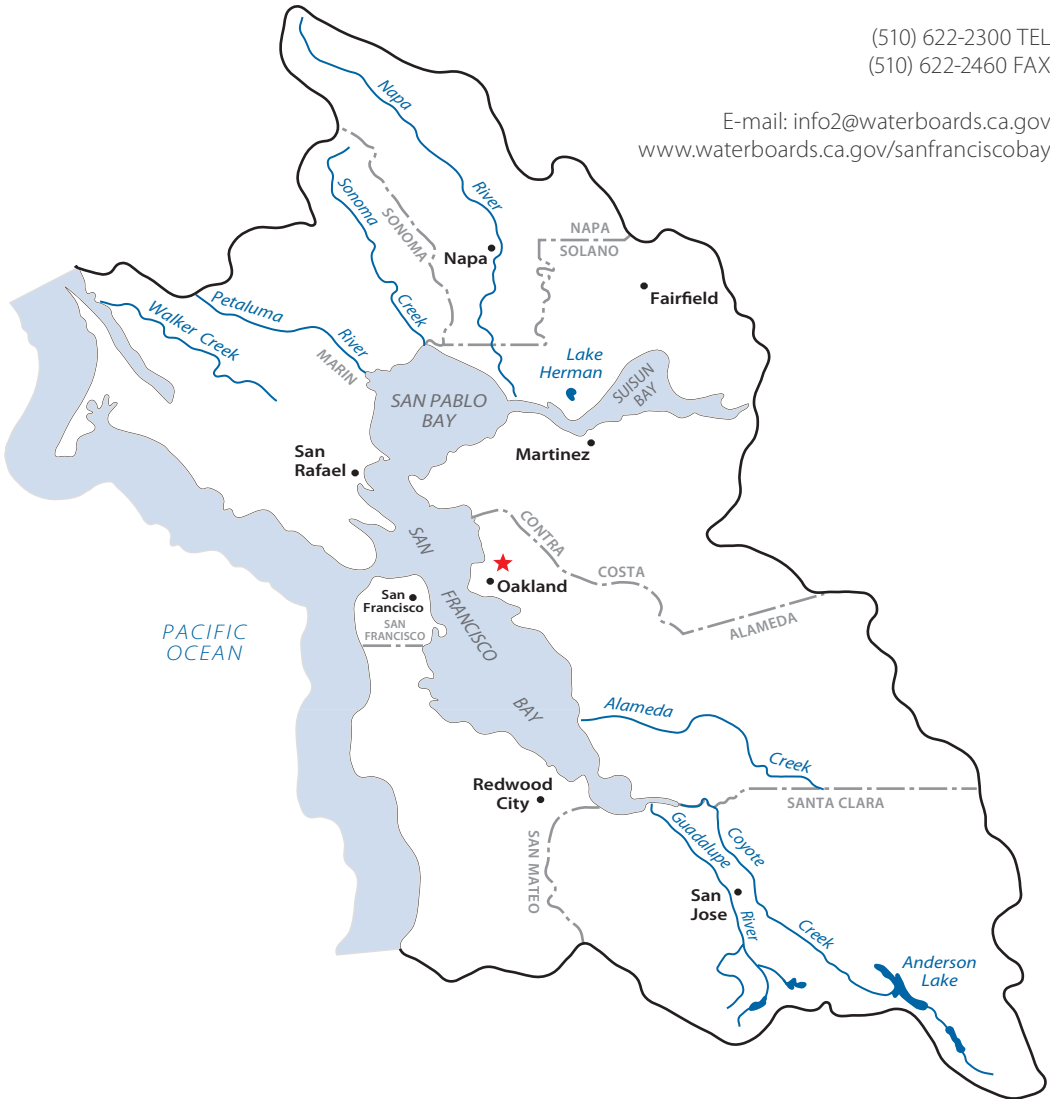 (510) 622-2300 TEL
(510) 622-2460 FAX
E-mail: info2@waterboards.ca.gov
www.waterboards.ca.gov/sanfranciscobay
Napa
River
Sonoma
Creek
SONOMA
NAPA
SOLANO
Napa
Fairfield
Petaluma
River
Walker Creek
MARIN
Lake
Herman
SUISUN
BAY
SAN PABLO
BAY
San
Rafael
Martinez
SAN
FRANCISCO
BAY
CONTRA
COSTA
ALAMEDA
Oakland
San
Francisco
SAN
FRANCISCO
PACIFIC
OCEAN
Alameda
Creek
Redwood
City
SANTA CLARA
SAN MATEO
Guadalupe
River
Coyote
Creek
San
Jose
Anderson
Lake